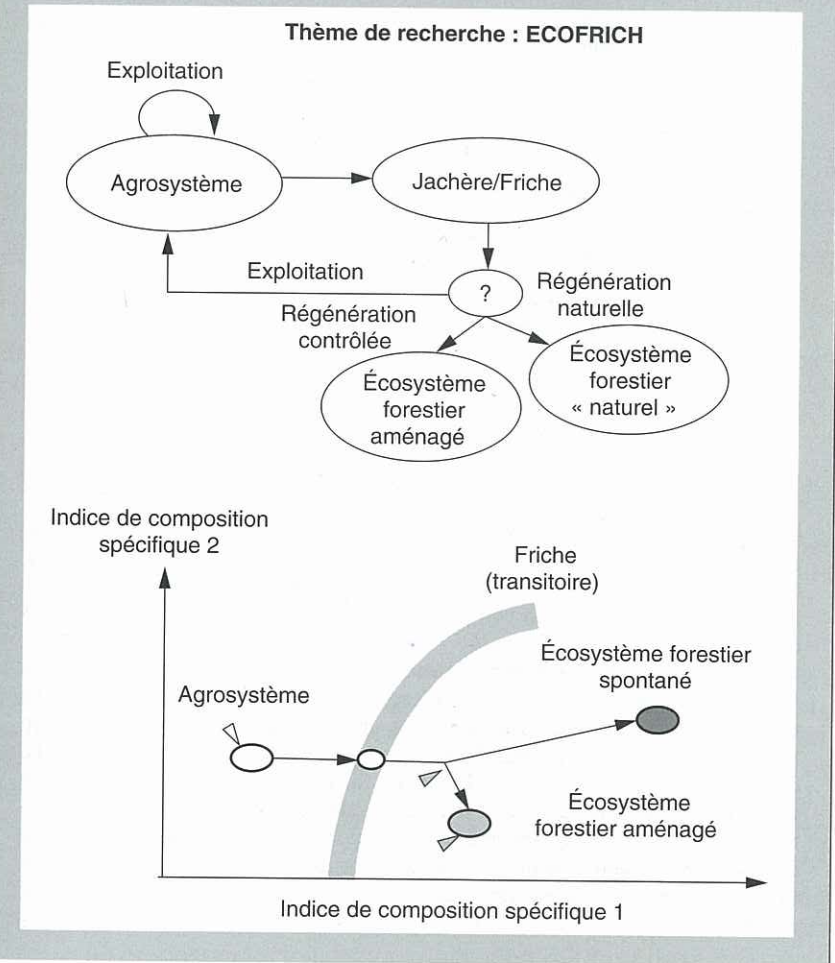 Thème de recherche : ECOFRICH
Exploitation
Agrosystème
Jachère/Friche
Exploitation
?
Régénération
naturelle
Régénération
contrôlée
Écosystème
forestier
aménagé
Écosystème
forestier
« naturel »
Indice de composition
spécifique 2
Friche
(transitoire)
Écosystème forestier
spontané
Agrosystème
Écosystème
forestier aménagé
Indice de composition spécifique 1